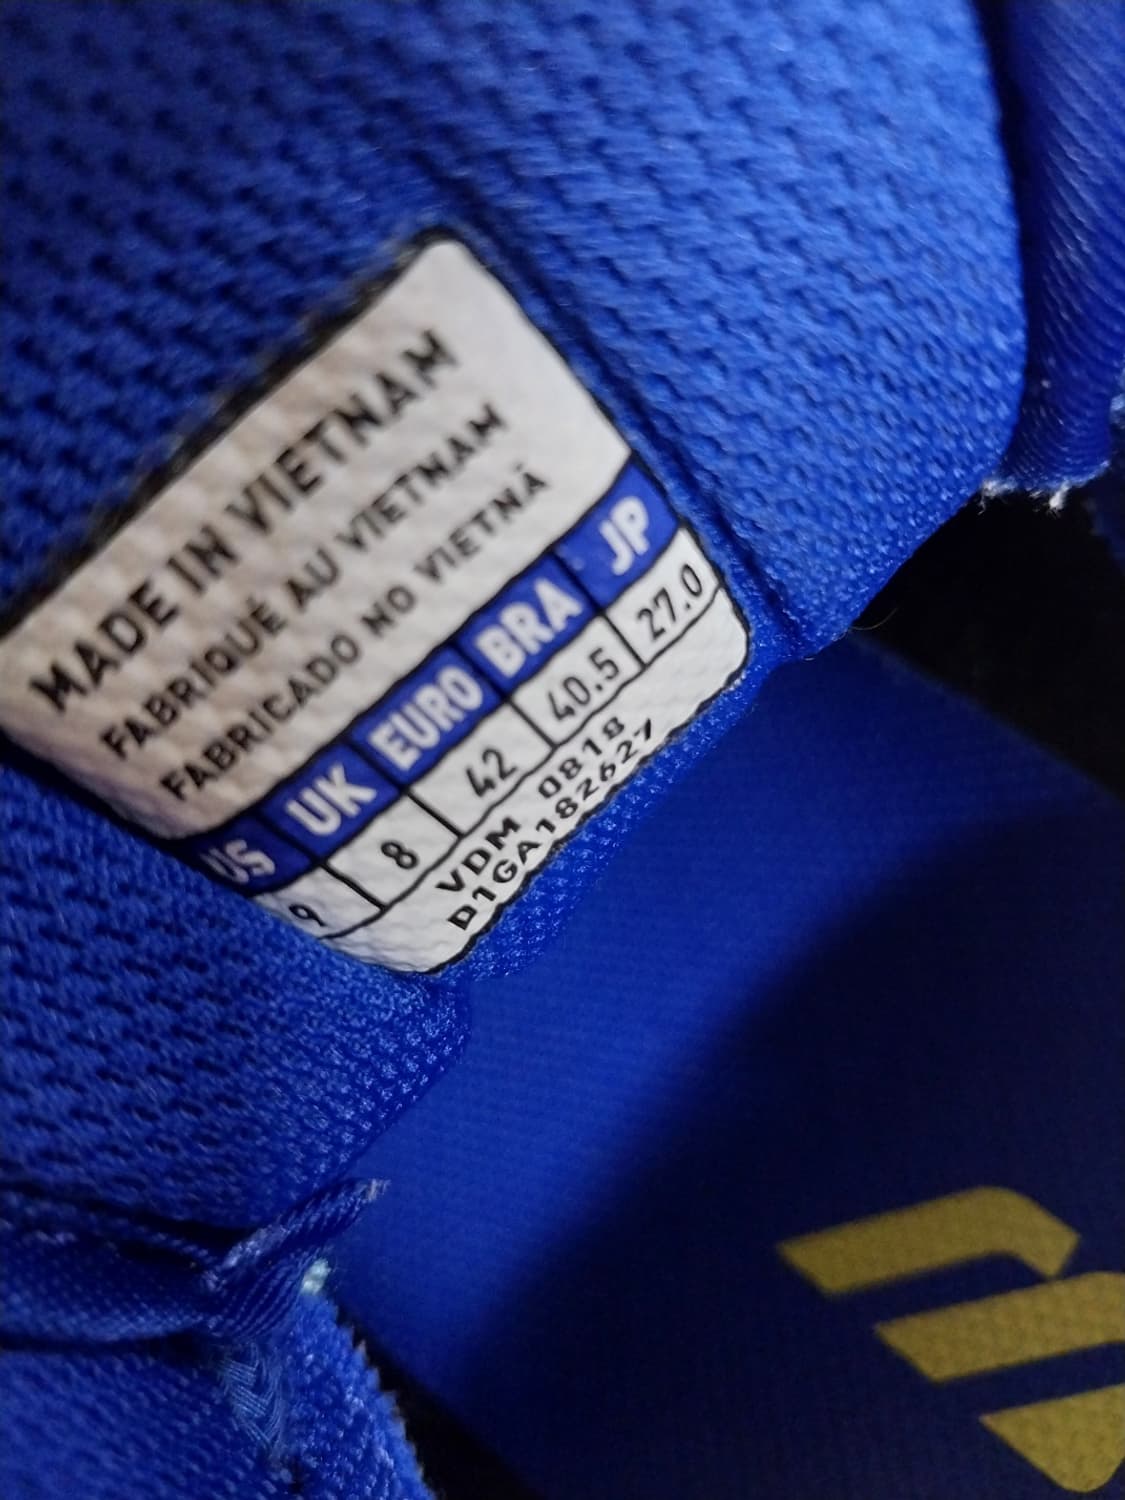 MADE IN VIETNAM
FABRIQUÉ AU VIETNAM
FABRICADO NO VIETNÃ
US UK EURO BRA JP
9 8 42 40.5 27.0
VDM 0818
D1GA182627